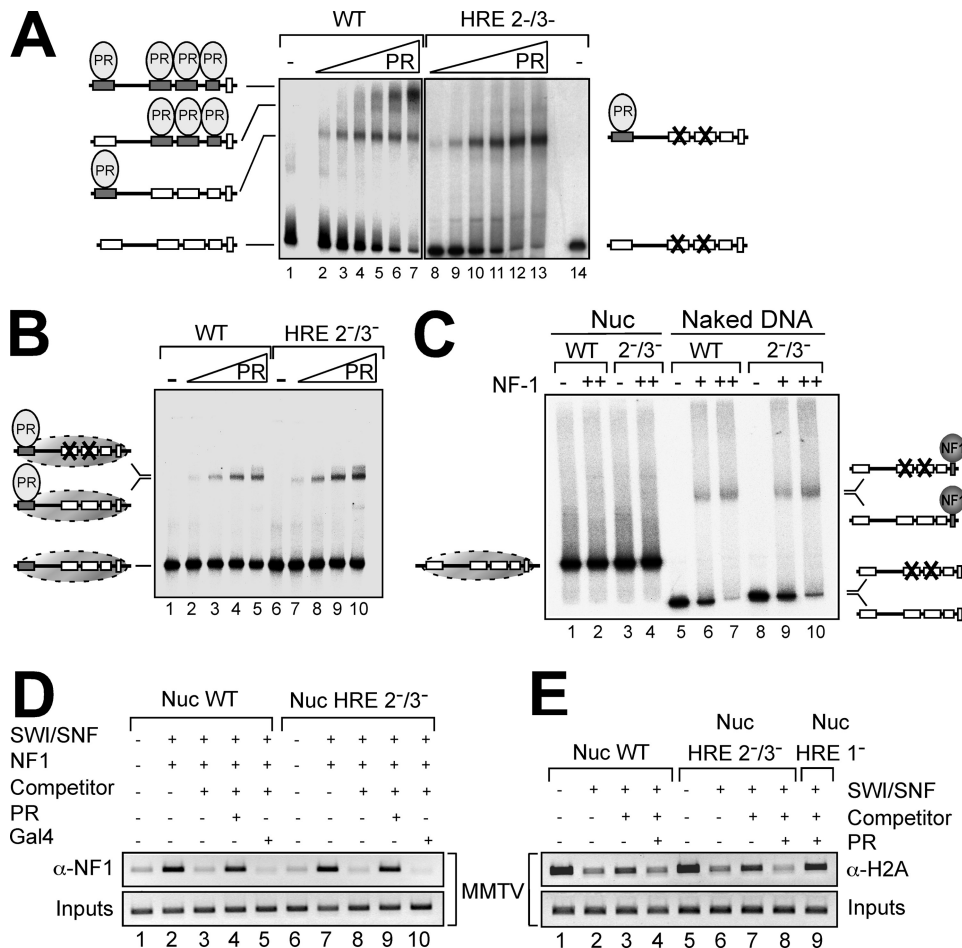 A
WT
HRE 2-/3-
- PR PR -
PR
PR PR PR
PR PR PR
PR
PR
1 2 3 4 5 6 7 8 9 10 11 12 13 14
B
WT
HRE 2⁻/3⁻
- PR - PR
PR
PR
1 2 3 4 5 6 7 8 9 10
C
Nuc
Naked DNA
WT 2⁻/3⁻ WT 2⁻/3⁻
NF-1 - ++ - ++ - + ++ - + ++
NF1
NF1
1 2 3 4 5 6 7 8 9 10
D
Nuc WT
Nuc HRE 2⁻/3⁻
SWI/SNF - + + + + - + + + +
NF1 - + + + + - + + + +
Competitor - - + + + - - + + +
PR - - - + - - - - + -
Gal4 - - - - + - - - - +
α-NF1
Inputs
1 2 3 4 5 6 7 8 9 10
MMTV
E
Nuc WT
Nuc
HRE 2⁻/3⁻
Nuc
HRE 1⁻
- + + + - + + + + SWI/SNF
- - + + - - + + + Competitor
- - - + - - - + + PR
α-H2A
Inputs
1 2 3 4 5 6 7 8 9